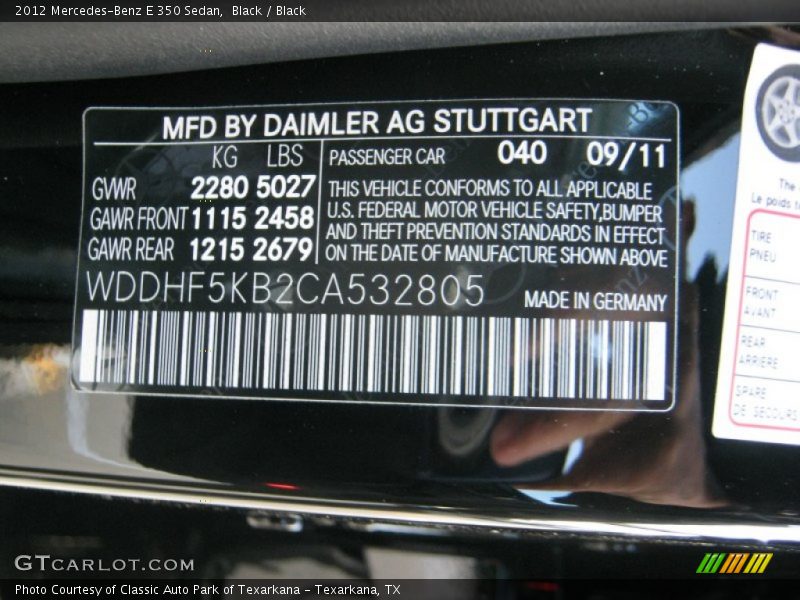 2012 Mercedes-Benz E 350 Sedan,  Black / Black
MFD BY DAIMLER AG STUTTGART
KG LBS
GVWR 2280 5027
GAWR FRONT 1115 2458
GAWR REAR 1215 2679
PASSENGER CAR 040 09/11
THIS VEHICLE CONFORMS TO ALL APPLICABLE
U.S. FEDERAL MOTOR VEHICLE SAFETY,BUMPER
AND THEFT PREVENTION STANDARDS IN EFFECT
ON THE DATE OF MANUFACTURE SHOWN ABOVE
WDDHF5KB2CA532805
MADE IN GERMANY
The
Le poids
TIRE
PNEU
FRONT
AVANT
REAR
ARRIERE
SPARE
DE SECOURS
GTCARLOT.COM
Photo Courtesy of Classic Auto Park of Texarkana - Texarkana, TX